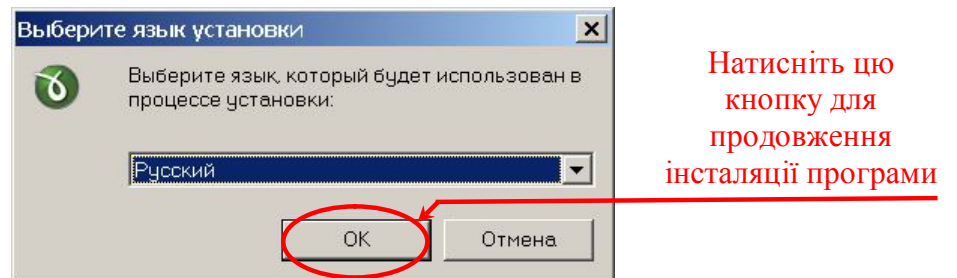 Выберите язык установки
Выберите язык, который будет использован в
процессе установки:
Русский
OK
Отмена
Натисніть цю
кнопку для
продовження
інсталяції програми